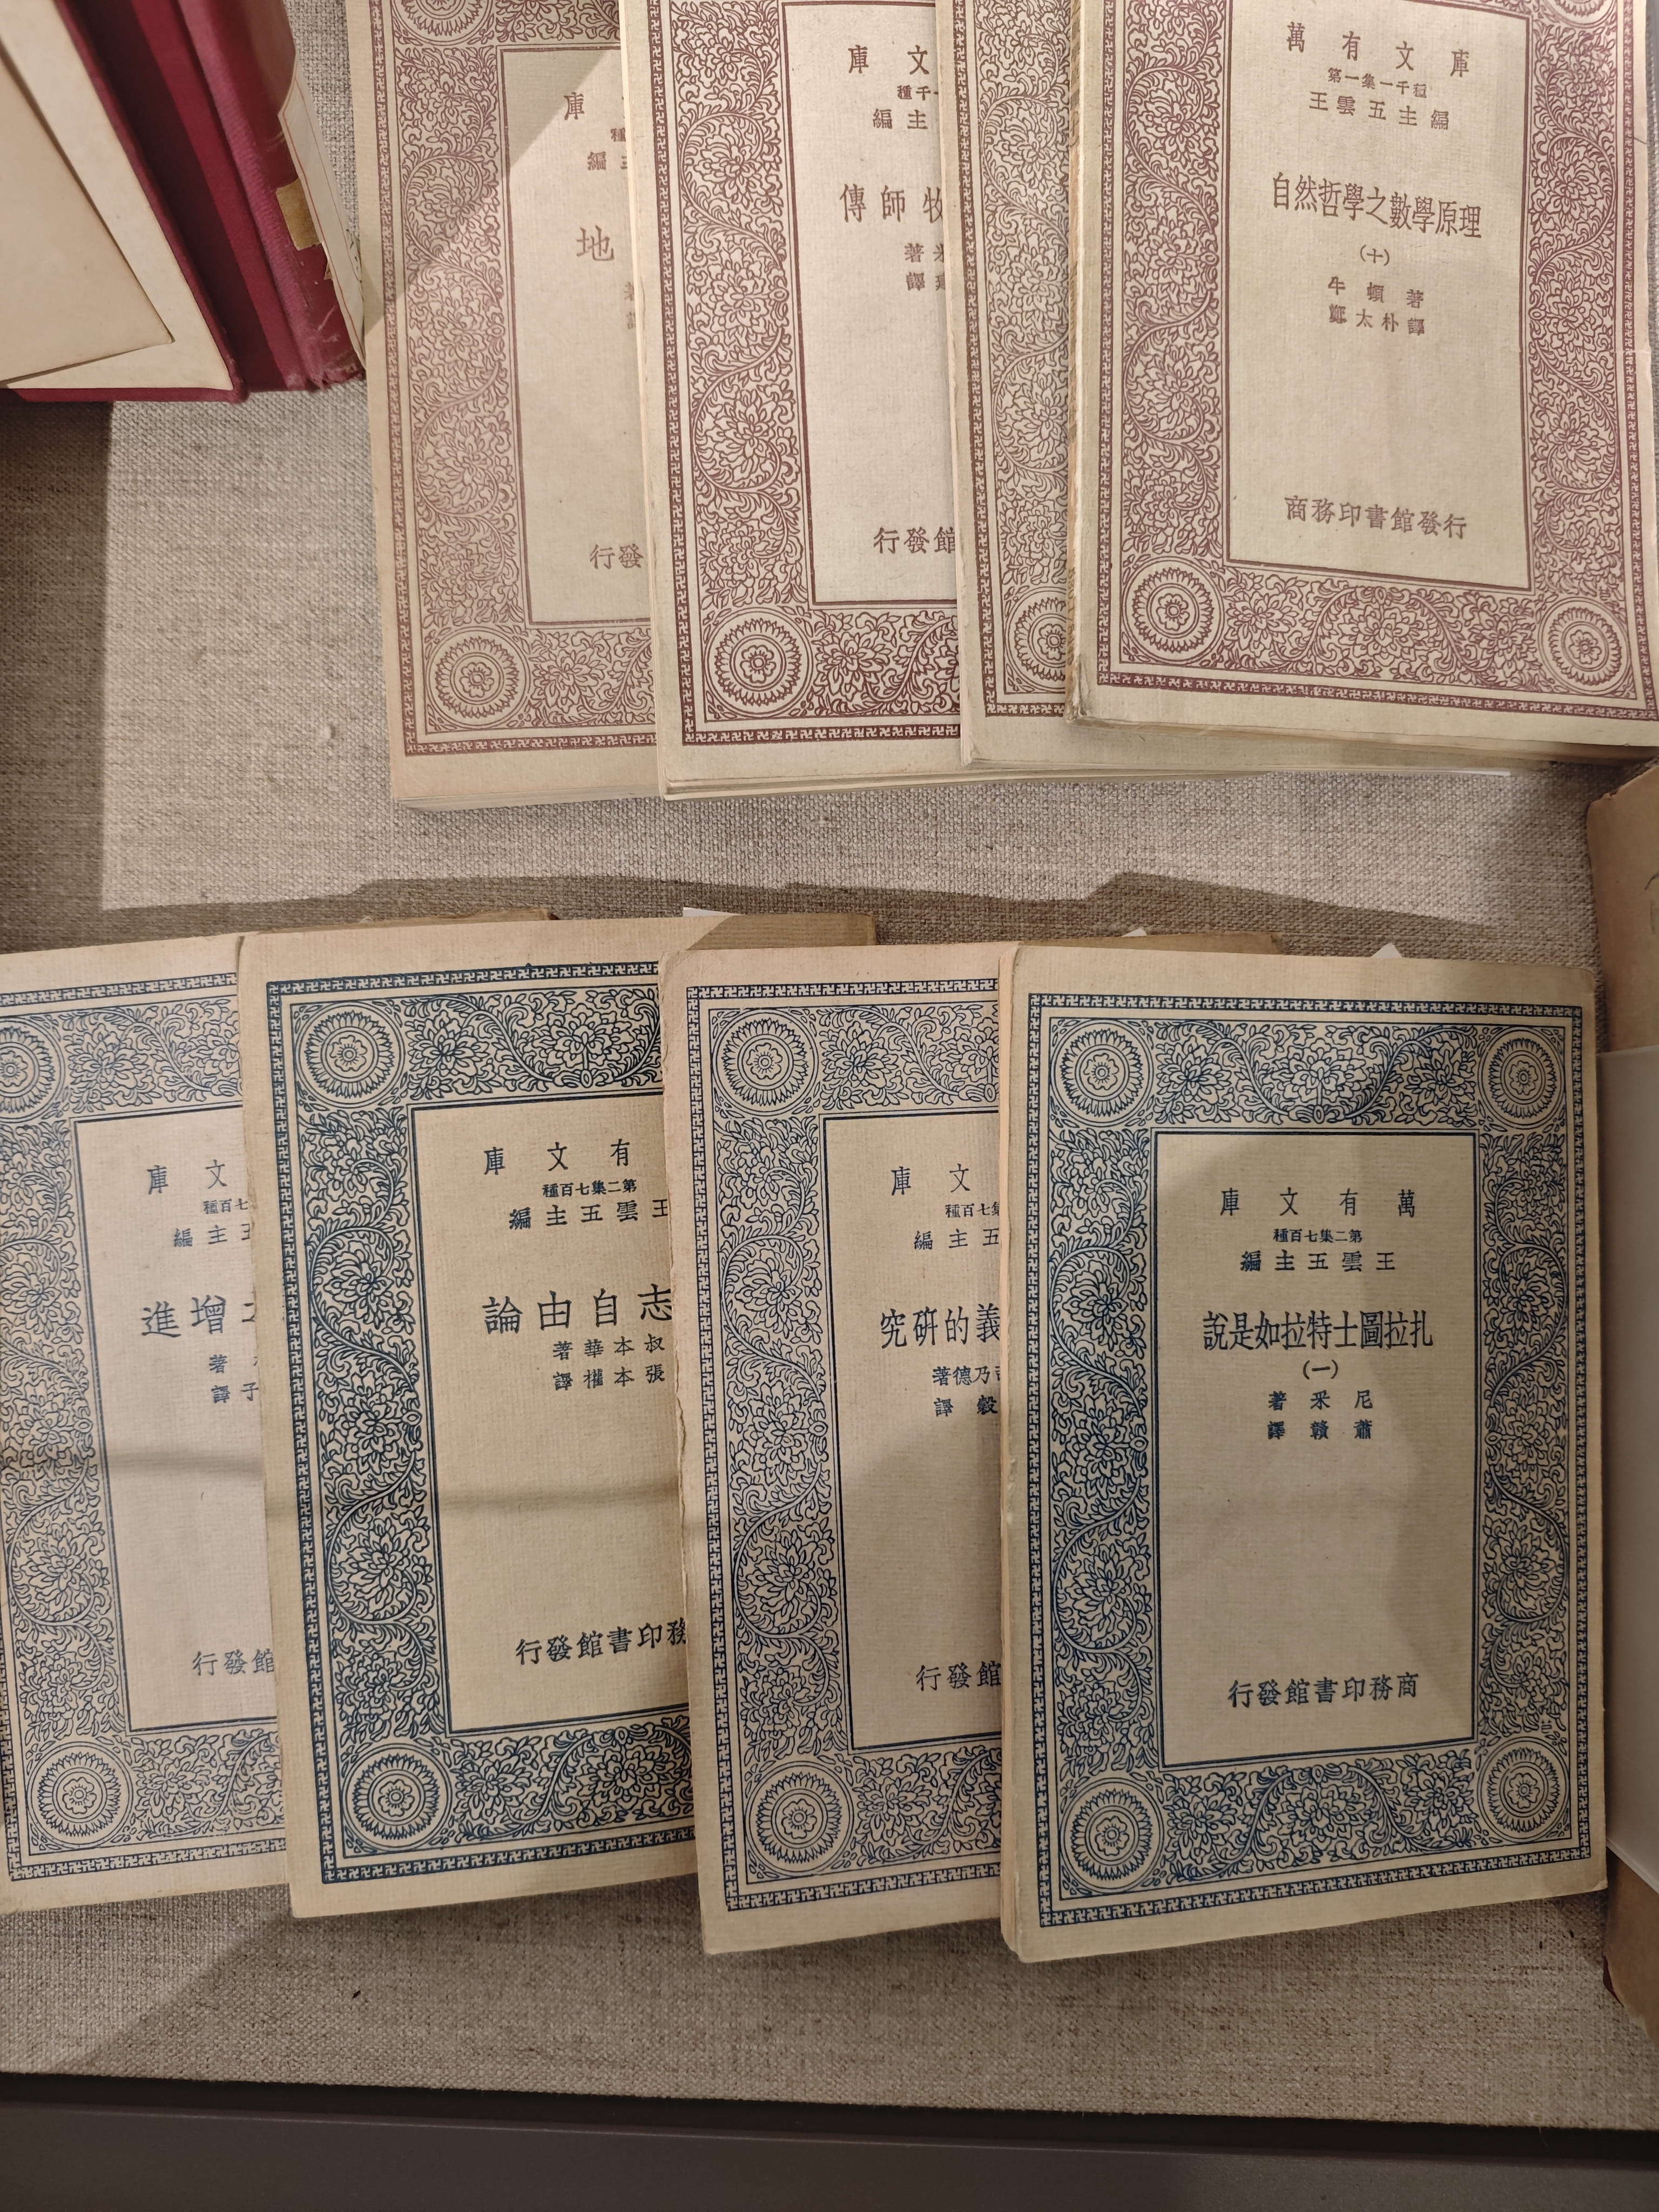 庫
種
編
地
發行
文庫
千種
主編
牧師傳
著
譯
館發行
萬有文庫
第一集一千種
王雲五主編
自然哲學之數學原理
(十)
牛頓著
鄭太朴譯
商務印書館發行
文庫
七百種
五主編
增進
著
子譯
館發行
有文庫
第二集七百種
王雲五主編
志自由論
叔本華著
張本權譯
務印書館發行
文庫
集七百種
五主編
義的研究
乃德著
穀譯
館發行
萬有文庫
第二集七百種
王雲五主編
扎拉圖士特拉如是說
(一)
尼采著
蕭贛譯
商務印書館發行